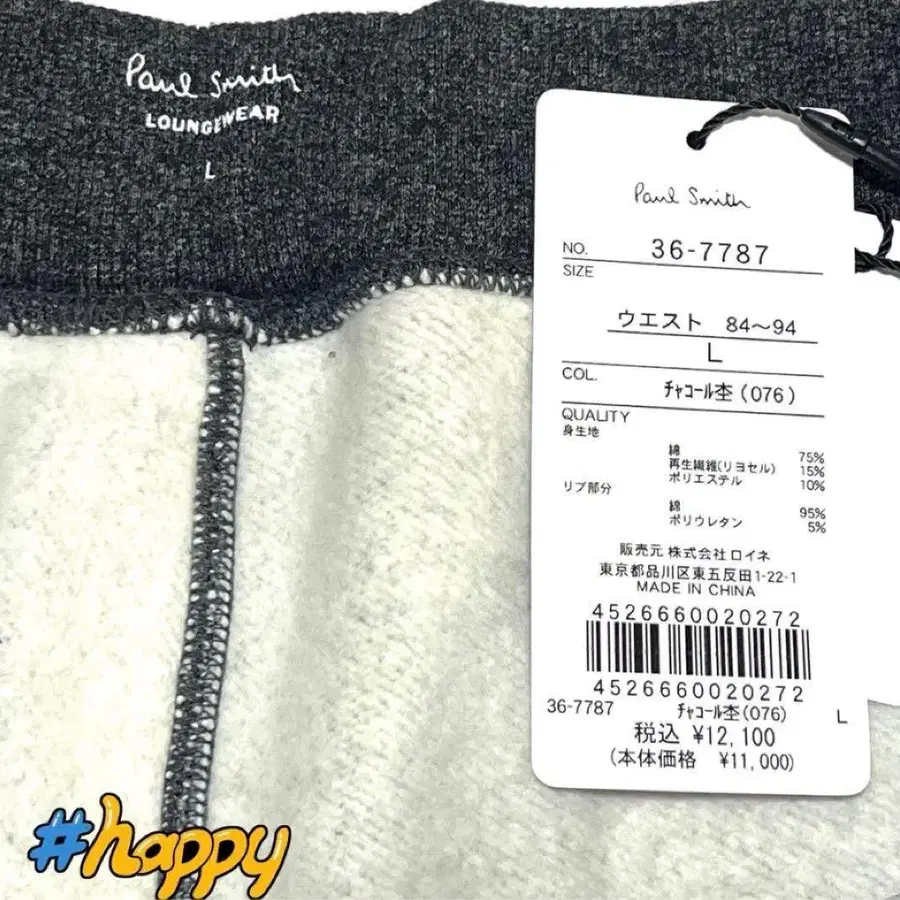 Paul Smith
LOUNGEWEAR
L
Paul Smith
NO. 36-7787
SIZE
ウエスト 84～94
L
COL.
ﾁｬｺｰﾙ杢(076)
QUALITY
身生地
綿 75%
再生繊維(リヨセル) 15%
ポリエステル 10%
リブ部分
綿 95%
ポリウレタン 5%
販売元 株式会社ロイネ
東京都品川区東五反田1-22-1
MADE IN CHINA
4526660020272
4526660020272
36-7787 ﾁｬｺｰﾙ杢(076) L
税込 ¥12,100
(本体価格 ¥11,000)
#happy